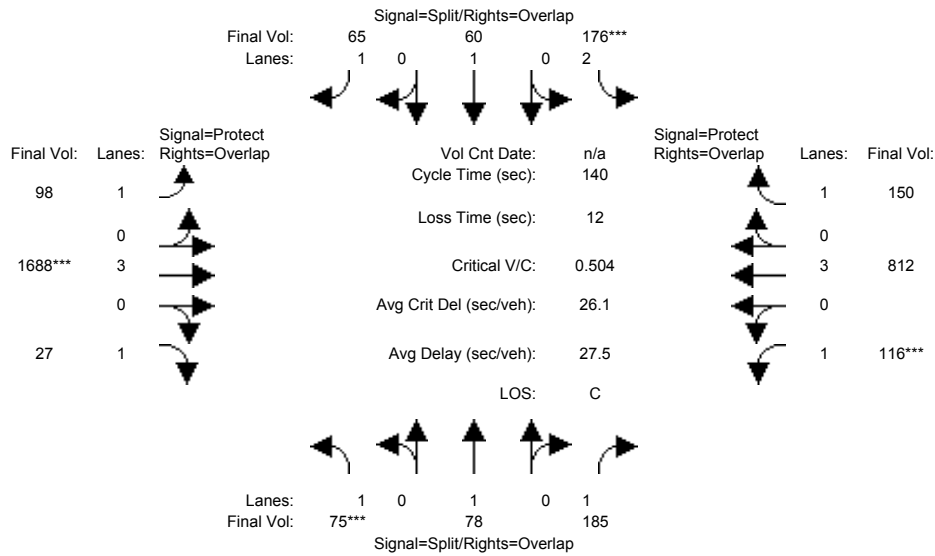 Signal=Split/Rights=Overlap
Final Vol: 65 60 176***
Lanes: 1 0 1 0 2
Signal=Protect Signal=Protect
Final Vol: Lanes: Rights=Overlap Vol Cnt Date: n/a Rights=Overlap Lanes: Final Vol:
Cycle Time (sec): 140
98 1 1 150
Loss Time (sec): 12
0 0
1688*** 3 Critical V/C: 0.504 3 812
0 Avg Crit Del (sec/veh): 26.1 0
27 1 Avg Delay (sec/veh): 27.5 1 116***
LOS: C
Lanes: 1 0 1 0 1
Final Vol: 75*** 78 185
Signal=Split/Rights=Overlap